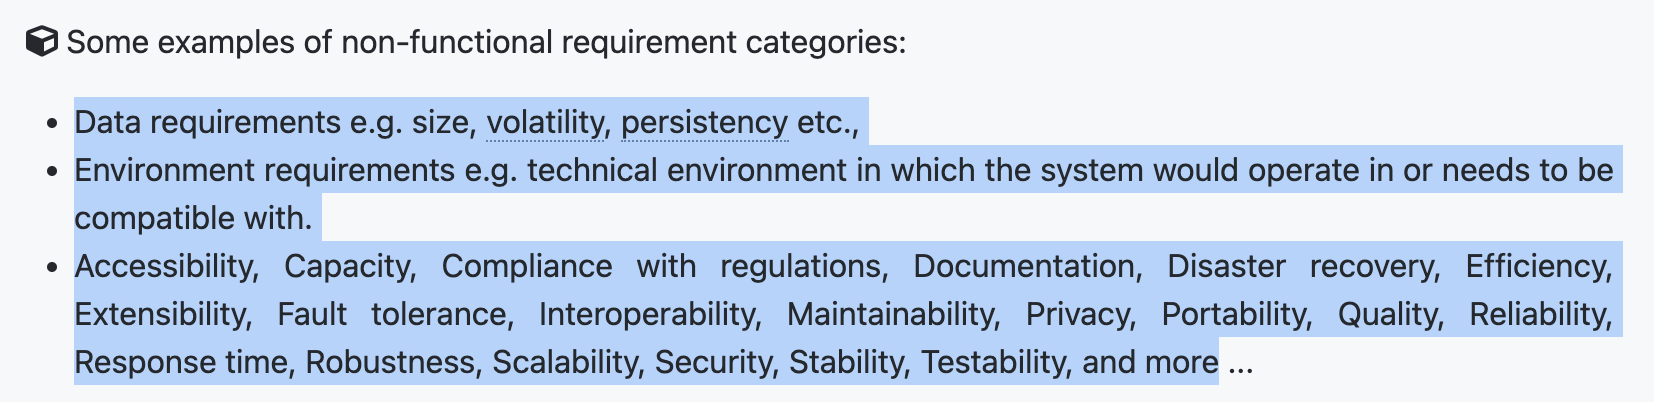 Some examples of non-functional requirement categories:
• Data requirements e.g. size, volatility, persistency etc.,
• Environment requirements e.g. technical environment in which the system would operate in or needs to be
compatible with.
• Accessibility, Capacity, Compliance with regulations, Documentation, Disaster recovery, Efficiency,
Extensibility, Fault tolerance, Interoperability, Maintainability, Privacy, Portability, Quality, Reliability,
Response time, Robustness, Scalability, Security, Stability, Testability, and more ...